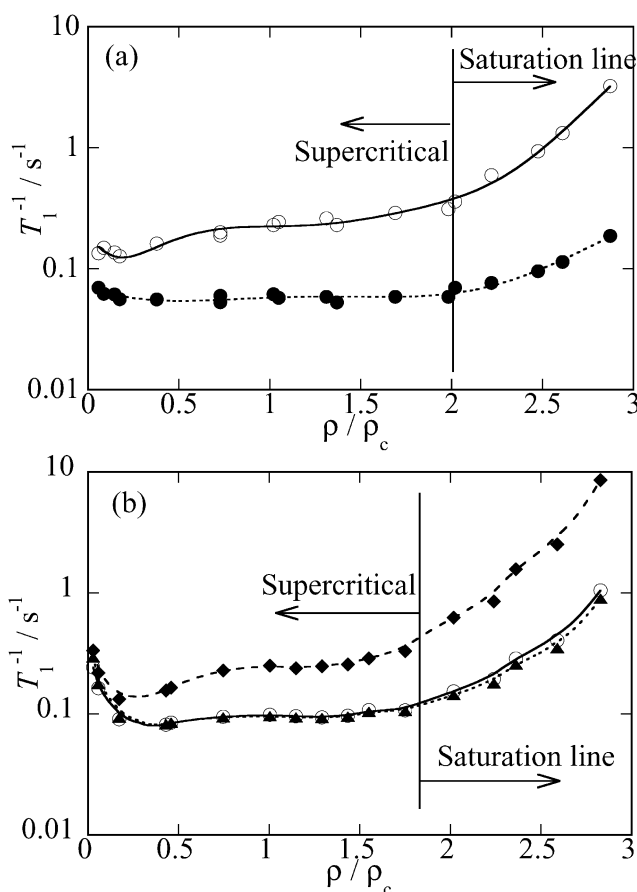 10
(a)
Saturation line
1
Supercritical
T₁⁻¹ / s⁻¹
0.1
0.01
0 0.5 1 1.5 2 2.5 3
ρ / ρc
10
(b)
Supercritical
1
T₁⁻¹ / s⁻¹
0.1
Saturation line
0.01
0 0.5 1 1.5 2 2.5 3
ρ / ρc